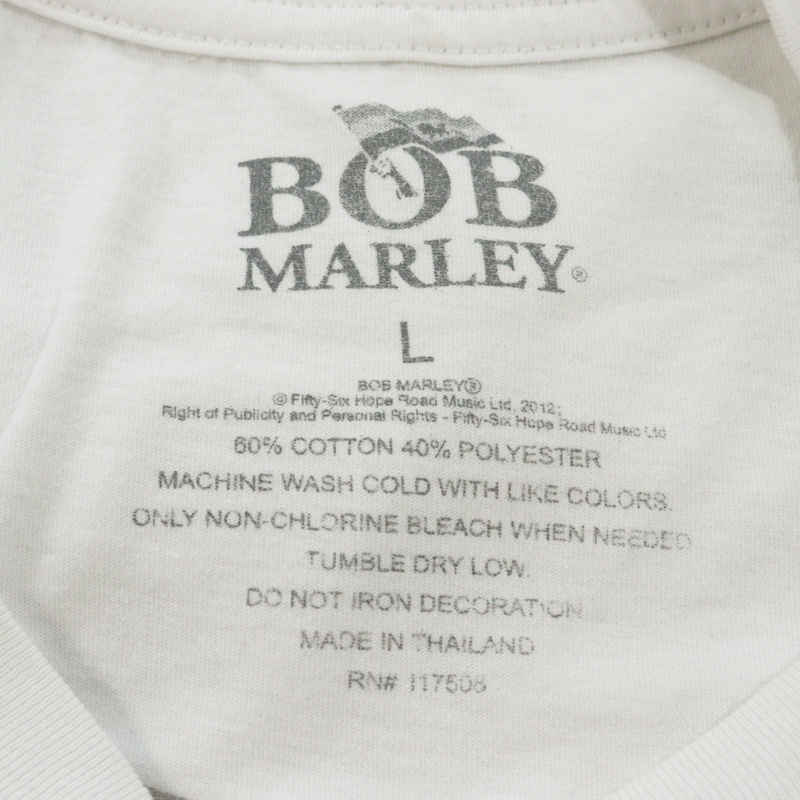 BOB
MARLEY®
L
BOB MARLEY®
© Fifty-Six Hope Road Music Ltd, 2012;
Right of Publicity and Personal Rights - Fifty-Six Hope Road Music Ltd
60% COTTON 40% POLYESTER
MACHINE WASH COLD WITH LIKE COLORS.
ONLY NON-CHLORINE BLEACH WHEN NEEDED
TUMBLE DRY LOW.
DO NOT IRON DECORATION
MADE IN THAILAND
RN# 117508